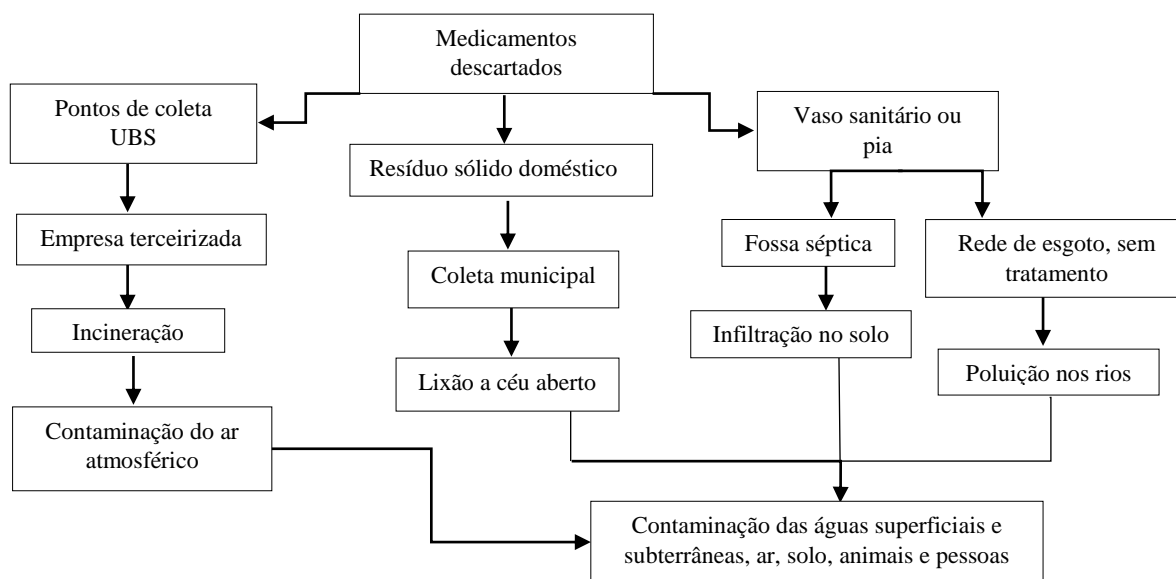 Medicamentos
descartados
Pontos de coleta
UBS
Vaso sanitário ou
pia
Resíduo sólido doméstico
Empresa terceirizada
Fossa séptica
Rede de esgoto, sem
tratamento
Coleta municipal
Incineração
Infiltração no solo
Lixão a céu aberto
Poluição nos rios
Contaminação do ar
atmosférico
Contaminação das águas superficiais e
subterrâneas, ar, solo, animais e pessoas